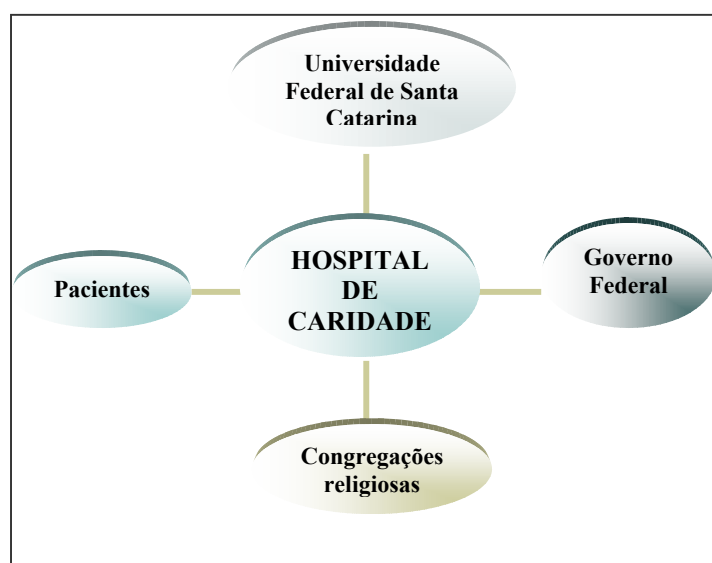 Universidade
Federal de Santa
Catarina
Pacientes
HOSPITAL
DE
CARIDADE
Governo
Federal
Congregações
religiosas